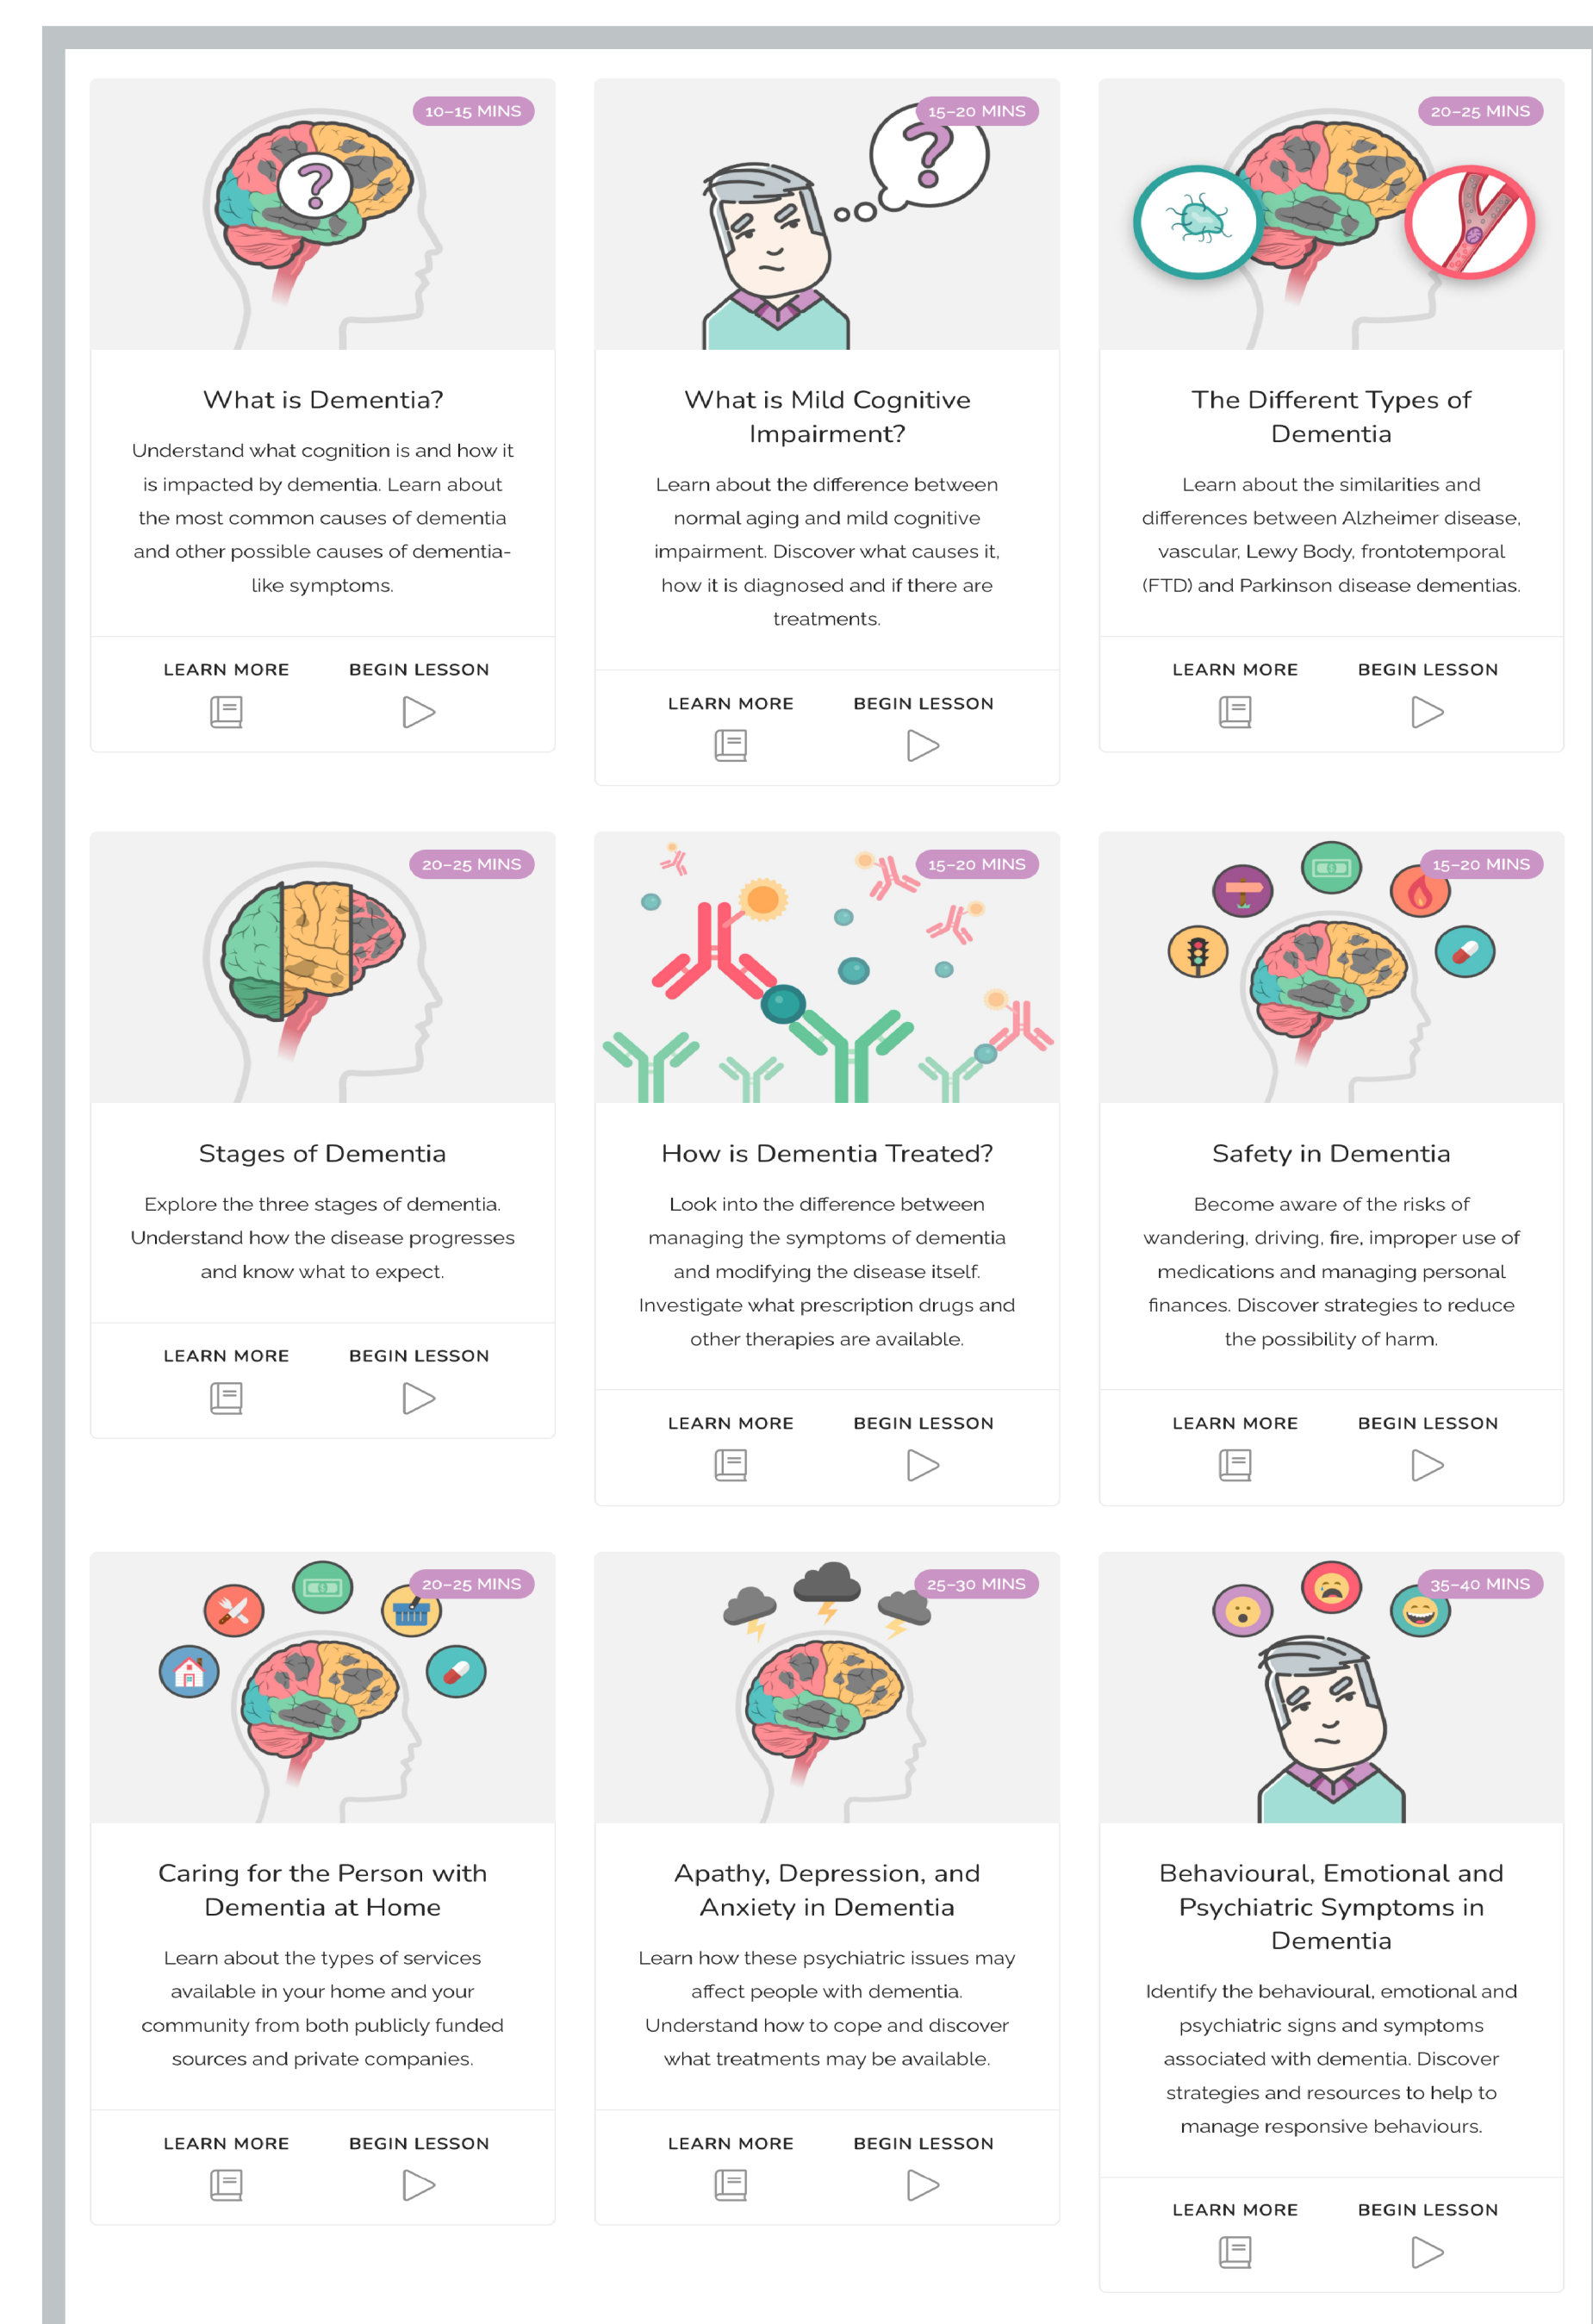 10–15 MINS
?
What is Dementia?
Understand what cognition is and how it
is impacted by dementia. Learn about
the most common causes of dementia
and other possible causes of dementia-
like symptoms.
LEARN MORE
BEGIN LESSON
15–20 MINS
?
What is Mild Cognitive
Impairment?
Learn about the difference between
normal aging and mild cognitive
impairment. Discover what causes it,
how it is diagnosed and if there are
treatments.
LEARN MORE
BEGIN LESSON
20–25 MINS
The Different Types of
Dementia
Learn about the similarities and
differences between Alzheimer disease,
vascular, Lewy Body, frontotemporal
(FTD) and Parkinson disease dementias.
LEARN MORE
BEGIN LESSON
20–25 MINS
Stages of Dementia
Explore the three stages of dementia.
Understand how the disease progresses
and know what to expect.
LEARN MORE
BEGIN LESSON
15–20 MINS
How is Dementia Treated?
Look into the difference between
managing the symptoms of dementia
and modifying the disease itself.
Investigate what prescription drugs and
other therapies are available.
LEARN MORE
BEGIN LESSON
15–20 MINS
$
Safety in Dementia
Become aware of the risks of
wandering, driving, fire, improper use of
medications and managing personal
finances. Discover strategies to reduce
the possibility of harm.
LEARN MORE
BEGIN LESSON
20–25 MINS
$
Caring for the Person with
Dementia at Home
Learn about the types of services
available in your home and your
community from both publicly funded
sources and private companies.
LEARN MORE
BEGIN LESSON
25–30 MINS
Apathy, Depression, and
Anxiety in Dementia
Learn how these psychiatric issues may
affect people with dementia.
Understand how to cope and discover
what treatments may be available.
LEARN MORE
BEGIN LESSON
35–40 MINS
Behavioural, Emotional and
Psychiatric Symptoms in
Dementia
Identify the behavioural, emotional and
psychiatric signs and symptoms
associated with dementia. Discover
strategies and resources to help to
manage responsive behaviours.
LEARN MORE
BEGIN LESSON